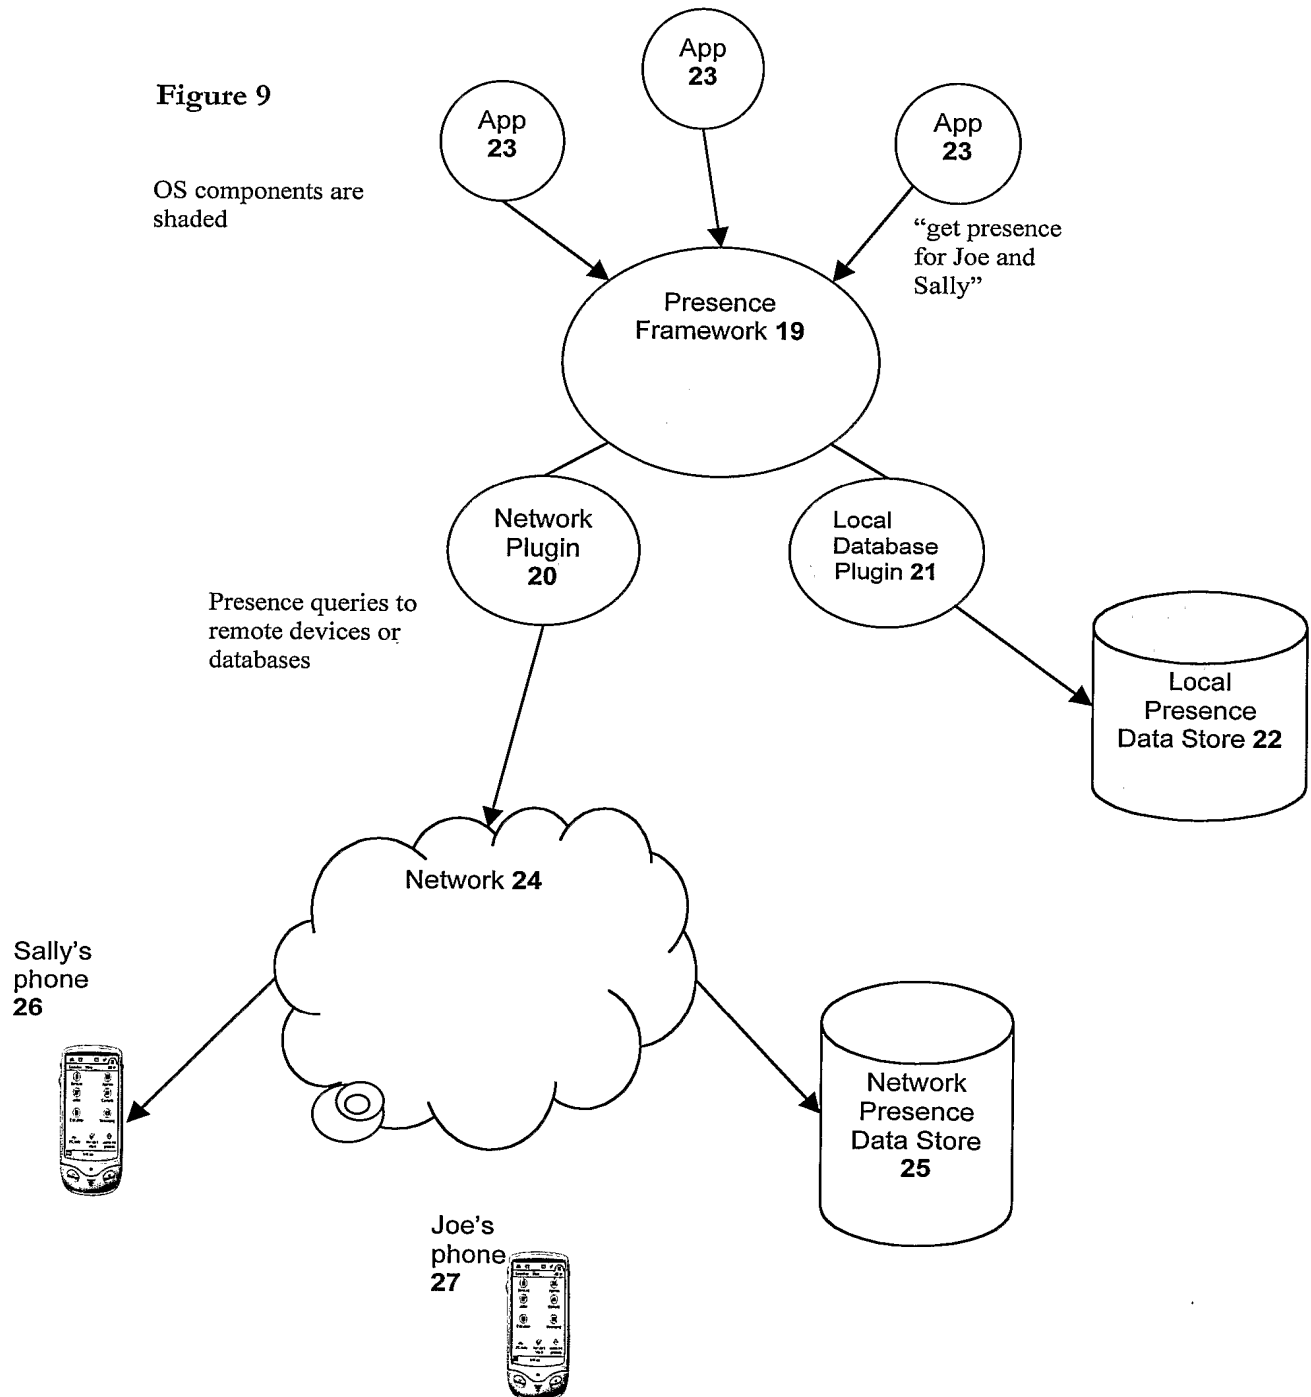 Figure 9
OS components are
shaded
App
23
App
23
App
23
"get presence
for Joe and
Sally"
Presence
Framework 19
Network
Plugin
20
Local
Database
Plugin 21
Presence queries to
remote devices or
databases
Local
Presence
Data Store 22
Network 24
Sally's
phone
26
Network
Presence
Data Store
25
Joe's
phone
27